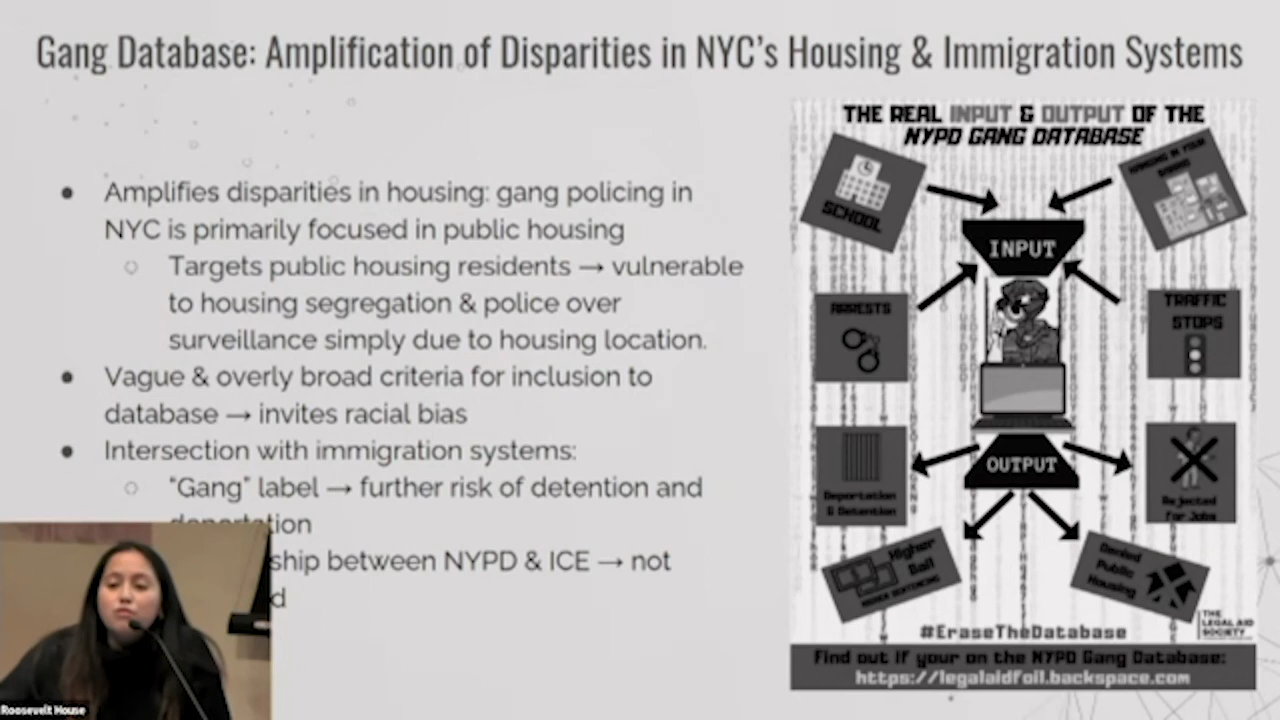 Gang Database: Amplification of Disparities in NYC's Housing & Immigration Systems
● Amplifies disparities in housing: gang policing in
NYC is primarily focused in public housing
○ Targets public housing residents → vulnerable
to housing segregation & police over
surveillance simply due to housing location.
● Vague & overly broad criteria for inclusion to
database → invites racial bias
● Intersection with immigration systems:
○ "Gang" label → further risk of detention and
deportation
ship between NYPD & ICE → not
d
THE REAL INPUT & OUTPUT OF THE
NYPD GANG DATABASE
SCHOOL
INPUT
ARRESTS
TRAFFIC
STOPS
OUTPUT
Deportation
& Detention
Rejected
for Jobs
Higher
Bail
HIGHER SENTENCING
Denied
Public
Housing
#EraseTheDatabase
THE
LEGAL AID
SOCIETY
Find out if your on the NYPD Gang Database:
https://legalaidfoil.backspace.com
Roosevelt House